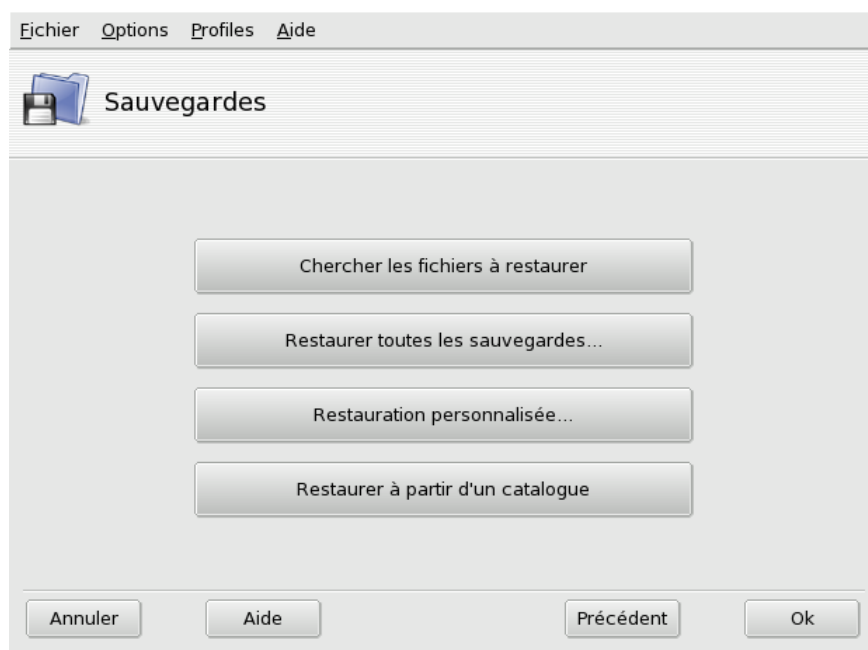 Fichier Options Profiles Aide
Sauvegardes
Chercher les fichiers à restaurer
Restaurer toutes les sauvegardes...
Restauration personnalisée...
Restaurer à partir d'un catalogue
Annuler Aide Précédent Ok